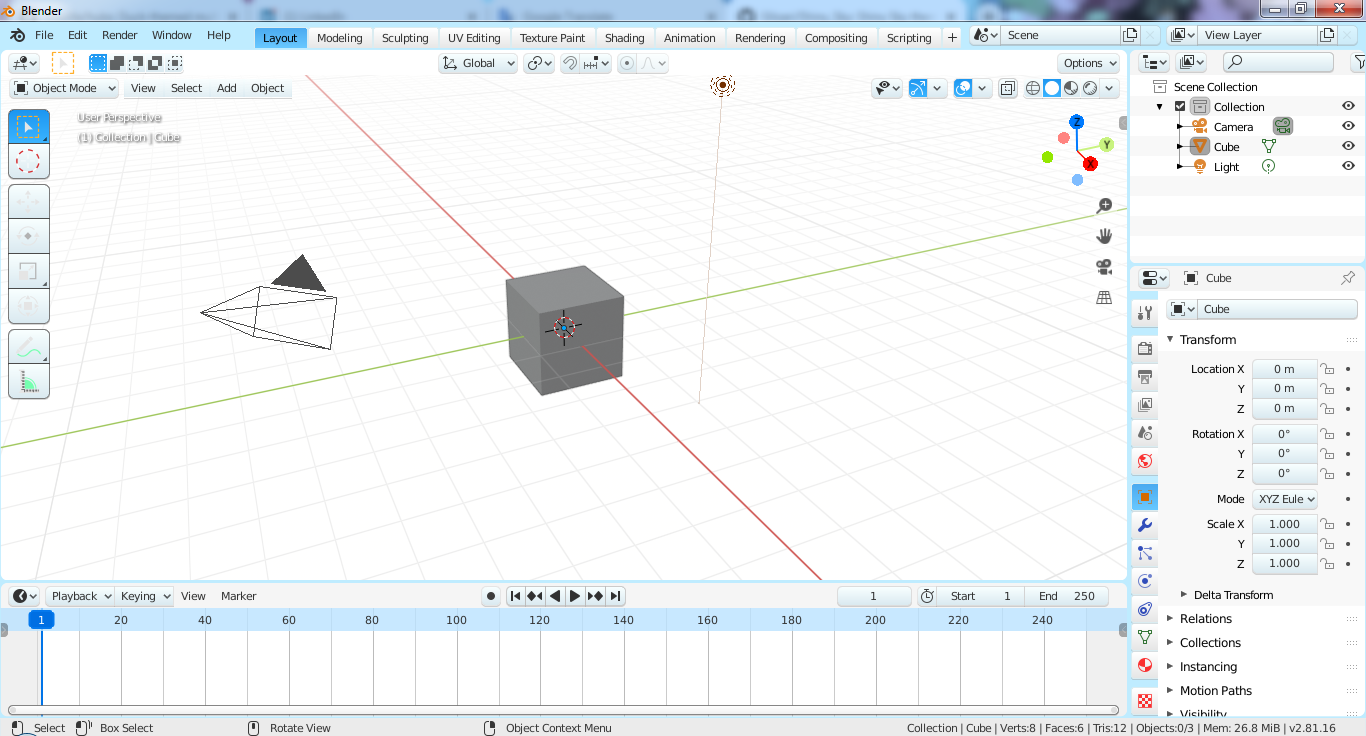 Blender
File Edit Render Window Help Layout Modeling Sculpting UV Editing Texture Paint Shading Animation Rendering Compositing Scripting + Scene View Layer
Global Options
Object Mode View Select Add Object
User Perspective
(1) Collection | Cube
Z
Y
X
Scene Collection
Collection
Camera
Cube
Light
Cube
Cube
Transform
Location X 0 m
Y 0 m
Z 0 m
Rotation X 0°
Y 0°
Z 0°
Mode XYZ Eule
Scale X 1.000
Y 1.000
Z 1.000
Delta Transform
Relations
Collections
Instancing
Motion Paths
Visibility
Playback Keying View Marker 1 Start 1 End 250
1 20 40 60 80 100 120 140 160 180 200 220 240
Select Box Select Rotate View Object Context Menu Collection | Cube | Verts:8 | Faces:6 | Tris:12 | Objects:0/3 | Mem: 26.8 MiB | v2.81.16